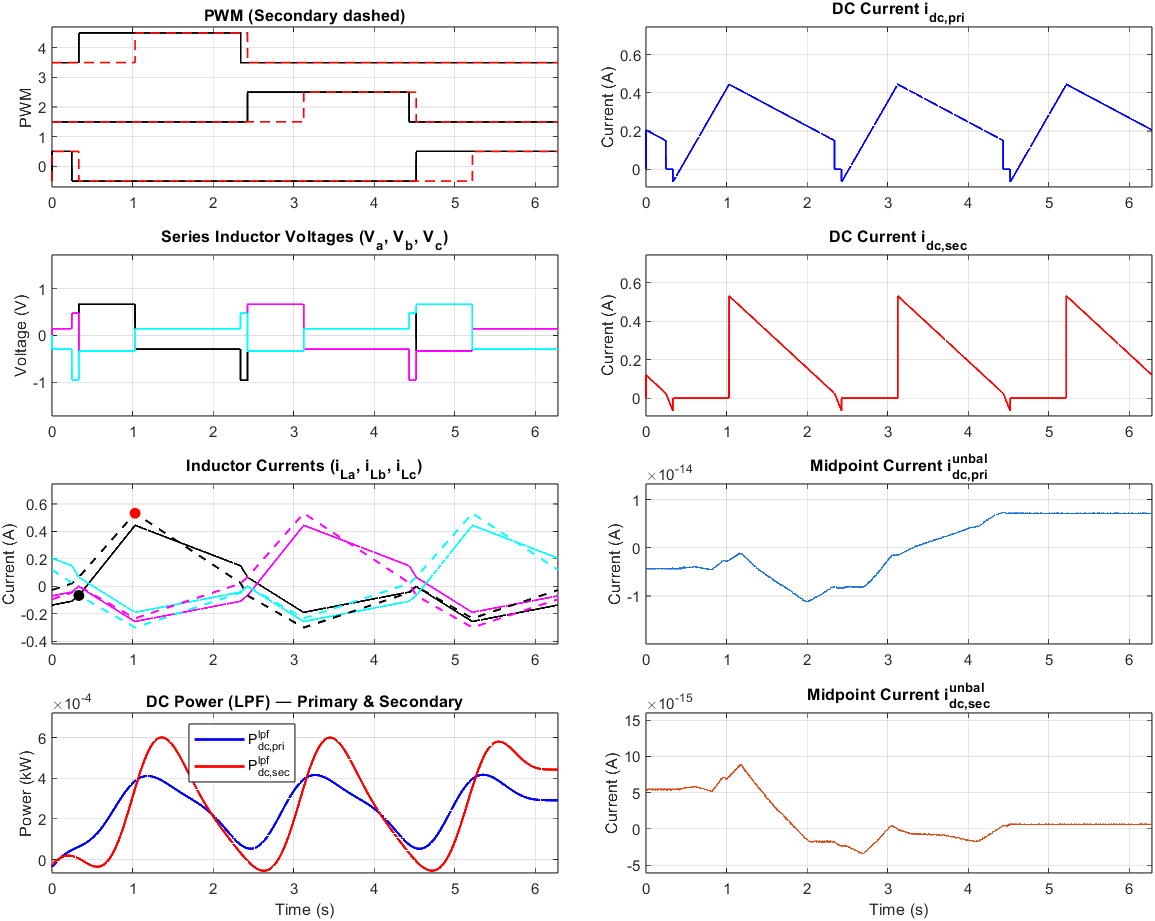 PWM (Secondary dashed)
PWM
4
3
2
1
0
0 1 2 3 4 5 6
DC Current i_dc,pri
Current (A)
0.6
0.4
0.2
0
0 1 2 3 4 5 6
Series Inductor Voltages (V_a, V_b, V_c)
Voltage (V)
1
0
-1
0 1 2 3 4 5 6
DC Current i_dc,sec
Current (A)
0.6
0.4
0.2
0
0 1 2 3 4 5 6
Inductor Currents (i_La, i_Lb, i_Lc)
Current (A)
0.6
0.4
0.2
0
-0.2
-0.4
0 1 2 3 4 5 6
Midpoint Current i_dc,pri^unbal
×10^-14
Current (A)
1
0
-1
0 1 2 3 4 5 6
DC Power (LPF) — Primary & Secondary
×10^-4
Power (kW)
6
4
2
0
P_dc,pri^lpf
P_dc,sec^lpf
0 1 2 3 4 5 6
Time (s)
Midpoint Current i_dc,sec^unbal
×10^-15
Current (A)
15
10
5
0
-5
0 1 2 3 4 5 6
Time (s)